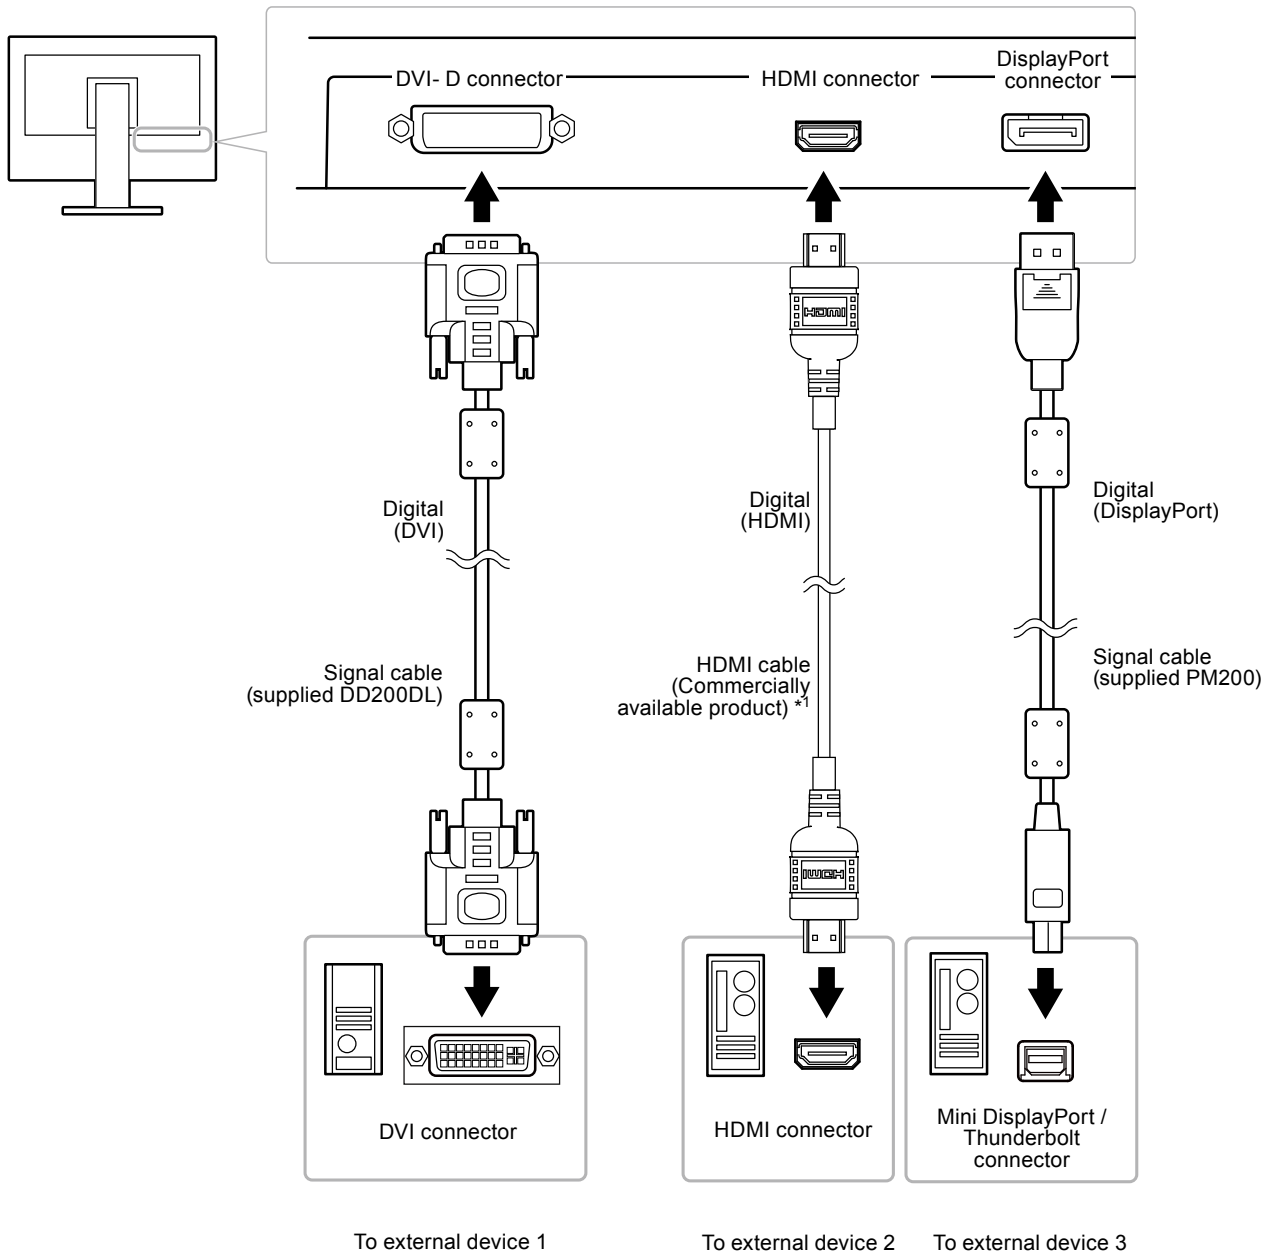 DVI- D connector
HDMI connector
DisplayPort
connector
HDMI
Digital
(DVI)
Digital
(HDMI)
Digital
(DisplayPort)
Signal cable
(supplied DD200DL)
HDMI cable
(Commercially
available product) *1
Signal cable
(supplied PM200)
HDMI
DVI connector
HDMI connector
Mini DisplayPort /
Thunderbolt
connector
To external device 1
To external device 2
To external device 3